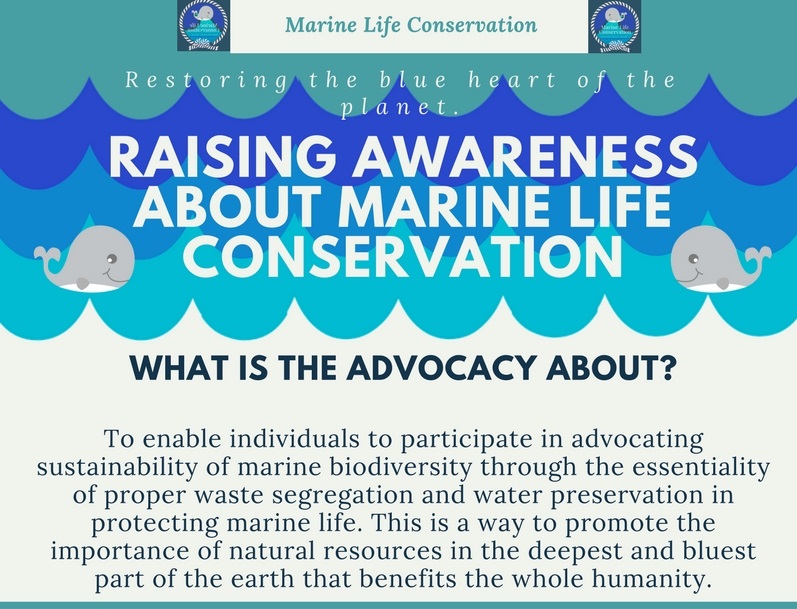 Marine Life Conservation
Restoring the blue heart of the
planet.
RAISING AWARENESS
ABOUT MARINE LIFE
CONSERVATION
WHAT IS THE ADVOCACY ABOUT?
To enable individuals to participate in advocating
sustainability of marine biodiversity through the essentiality
of proper waste segregation and water preservation in
protecting marine life. This is a way to promote the
importance of natural resources in the deepest and bluest
part of the earth that benefits the whole humanity.